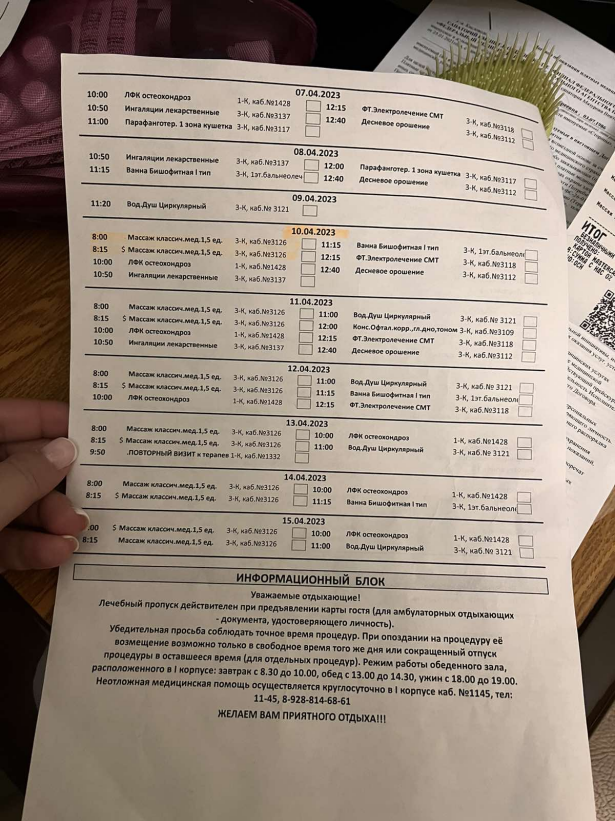 07.04.2023
10:00 ЛФК остеохондоз 1-К, каб.№1428 12:15 ФТ.Электролечение СМТ 3-К, каб.№3118
10:50 Ингаляции лекарственные 3-К, каб.№3137 12:40 Десневое орошение 3-К, каб.№3112
11:00 Парафанготер. 1 зона кушетка 3-К, каб.№3117
08.04.2023
10:50 Ингаляции лекарственные 3-К, каб.№3137 12:00 Парафанготер. 1 зона кушетка 3-К, каб.№3117
11:15 Ванна Бишофитная I тип 3-К, 1эт.бальнеолеч 12:40 Десневое орошение 3-К, каб.№3112
09.04.2023
11:20 Вод.Душ Циркулярный 3-К, каб.№ 3121
10.04.2023
8:00 Массаж классич.мед.1,5 ед. 3-К, каб.№3126 11:15 Ванна Бишофитная I тип 3-К, 1эт.бальнеол
8:15 $ Массаж классич.мед.1,5 ед. 3-К, каб.№3126 12:15 ФТ.Электролечение СМТ 3-К, каб.№3118
10:00 ЛФК остеохондроз 1-К, каб.№1428 12:40 Десневое орошение 3-К, каб.№3112
10:50 Ингаляции лекарственные 3-К, каб.№3137
11.04.2023
8:00 Массаж классич.мед.1,5 ед. 3-К, каб.№3126 11:00 Вод.Душ Циркулярный 3-К, каб.№ 3121
8:15 $ Массаж классич.мед.1,5 ед. 3-К, каб.№3126 12:00 Конс.Офтал.корр.,гл.дно,тоном 3-К, каб.№3109
10:00 ЛФК остеохондроз 1-К, каб.№1428 12:15 ФТ.Электролечение СМТ 3-К, каб.№3118
10:50 Ингаляции лекарственные 3-К, каб.№3137 12:40 Десневое орошение 3-К, каб.№3112
12.04.2023
8:00 Массаж классич.мед.1,5 ед. 3-К, каб.№3126 11:00 Вод.Душ Циркулярный 3-К, каб.№ 3121
8:15 $ Массаж классич.мед.1,5 ед. 3-К, каб.№3126 11:15 Ванна Бишофитная I тип 3-К, 1эт.бальнеол
10:00 ЛФК остеохондроз 1-К, каб.№1428 12:15 ФТ.Электролечение СМТ 3-К, каб.№3118
13.04.2023
8:00 Массаж классич.мед.1,5 ед. 3-К, каб.№3126 10:00 ЛФК остеохондроз 1-К, каб.№1428
8:15 $ Массаж классич.мед.1,5 ед. 3-К, каб.№3126 11:00 Вод.Душ Циркулярный 3-К, каб.№ 3121
9:50 .ПОВТОРНЫЙ ВИЗИТ к терапев 1-К, каб.№1332
14.04.2023
8:00 Массаж классич.мед.1,5 ед. 3-К, каб.№3126 10:00 ЛФК остеохондроз 1-К, каб.№1428
8:15 $ Массаж классич.мед.1,5 ед. 3-К, каб.№3126 11:15 Ванна Бишофитная I тип 3-К, 1эт.бальнеол
15.04.2023
:00 $ Массаж классич.мед.1,5 ед. 3-К, каб.№3126 10:00 ЛФК остеохондроз 1-К, каб.№1428
8:15 Массаж классич.мед.1,5 ед. 3-К, каб.№3126 11:00 Вод.Душ Циркулярный 3-К, каб.№ 3121
ИНФОРМАЦИОННЫЙ БЛОК
Уважаемые отдыхающие!
Лечебный пропуск действителен при предъявлении карты гостя (для амбулаторных отдыхающих
- документа, удостоверяющего личность).
Убедительная просьба соблюдать точное время процедур. При опоздании на процедуру её
возмещение возможно только в свободное время того же дня или сокращенный отпуск
процедуры в оставшееся время (для отдельных процедур). Режим работы обеденного зала,
расположенного в I корпусе: завтрак с 8.30 до 10.00, обед с 13.00 до 14.30, ужин с 18.00 до 19.00.
Неотложная медицинская помощь осуществляется круглосуточно в I корпусе каб. №1145, тел:
11-45, 8-928-814-68-61
ЖЕЛАЕМ ВАМ ПРИЯТНОГО ОТДЫХА!!!
ИТОГ